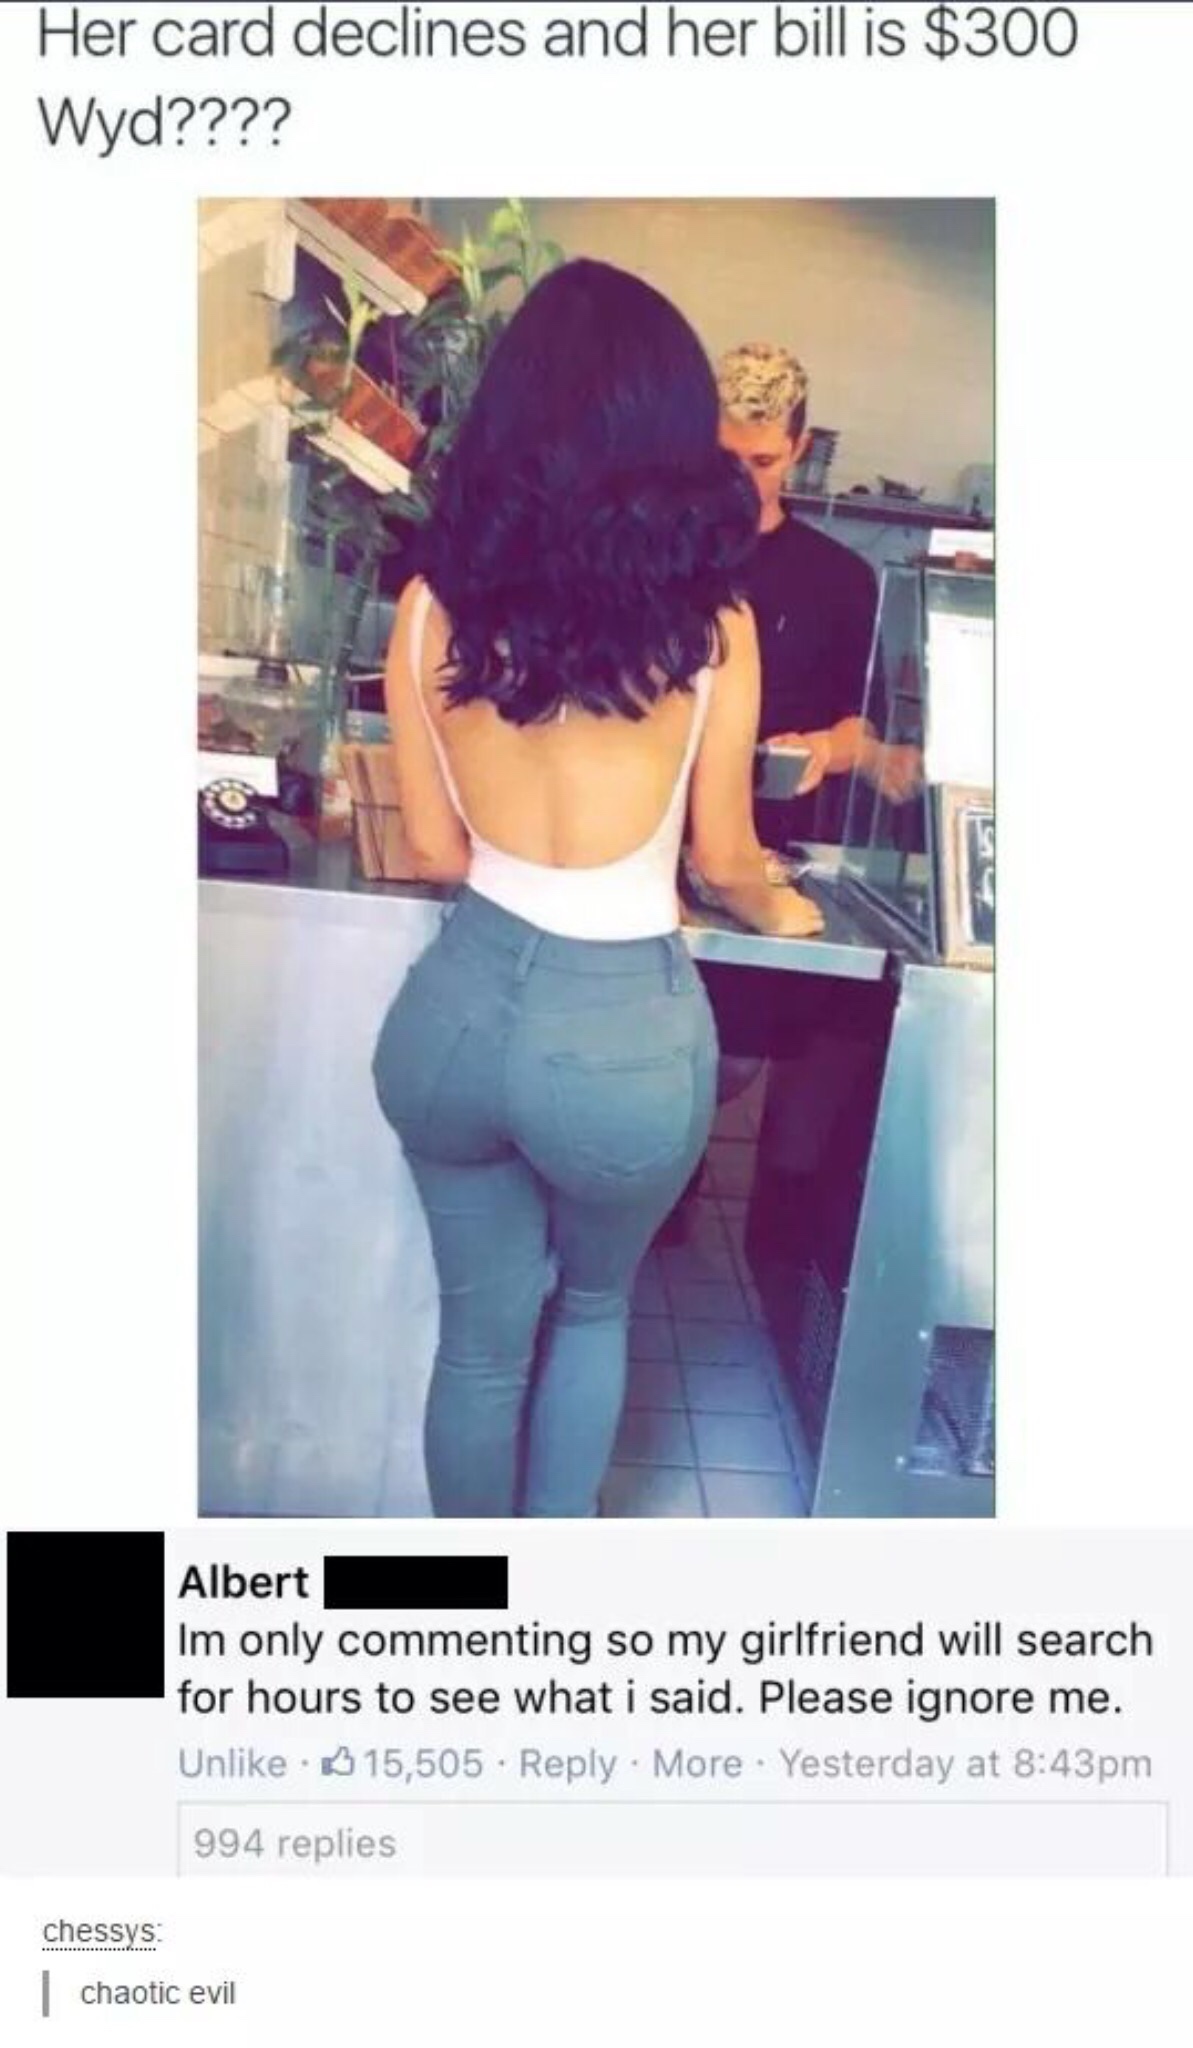 Her card declines and her bill is $300
Wyd????
Albert
Im only commenting so my girlfriend will search
for hours to see what i said. Please ignore me.
Unlike · 15,505 · Reply · More · Yesterday at 8:43pm
994 replies
chessys:
chaotic evil